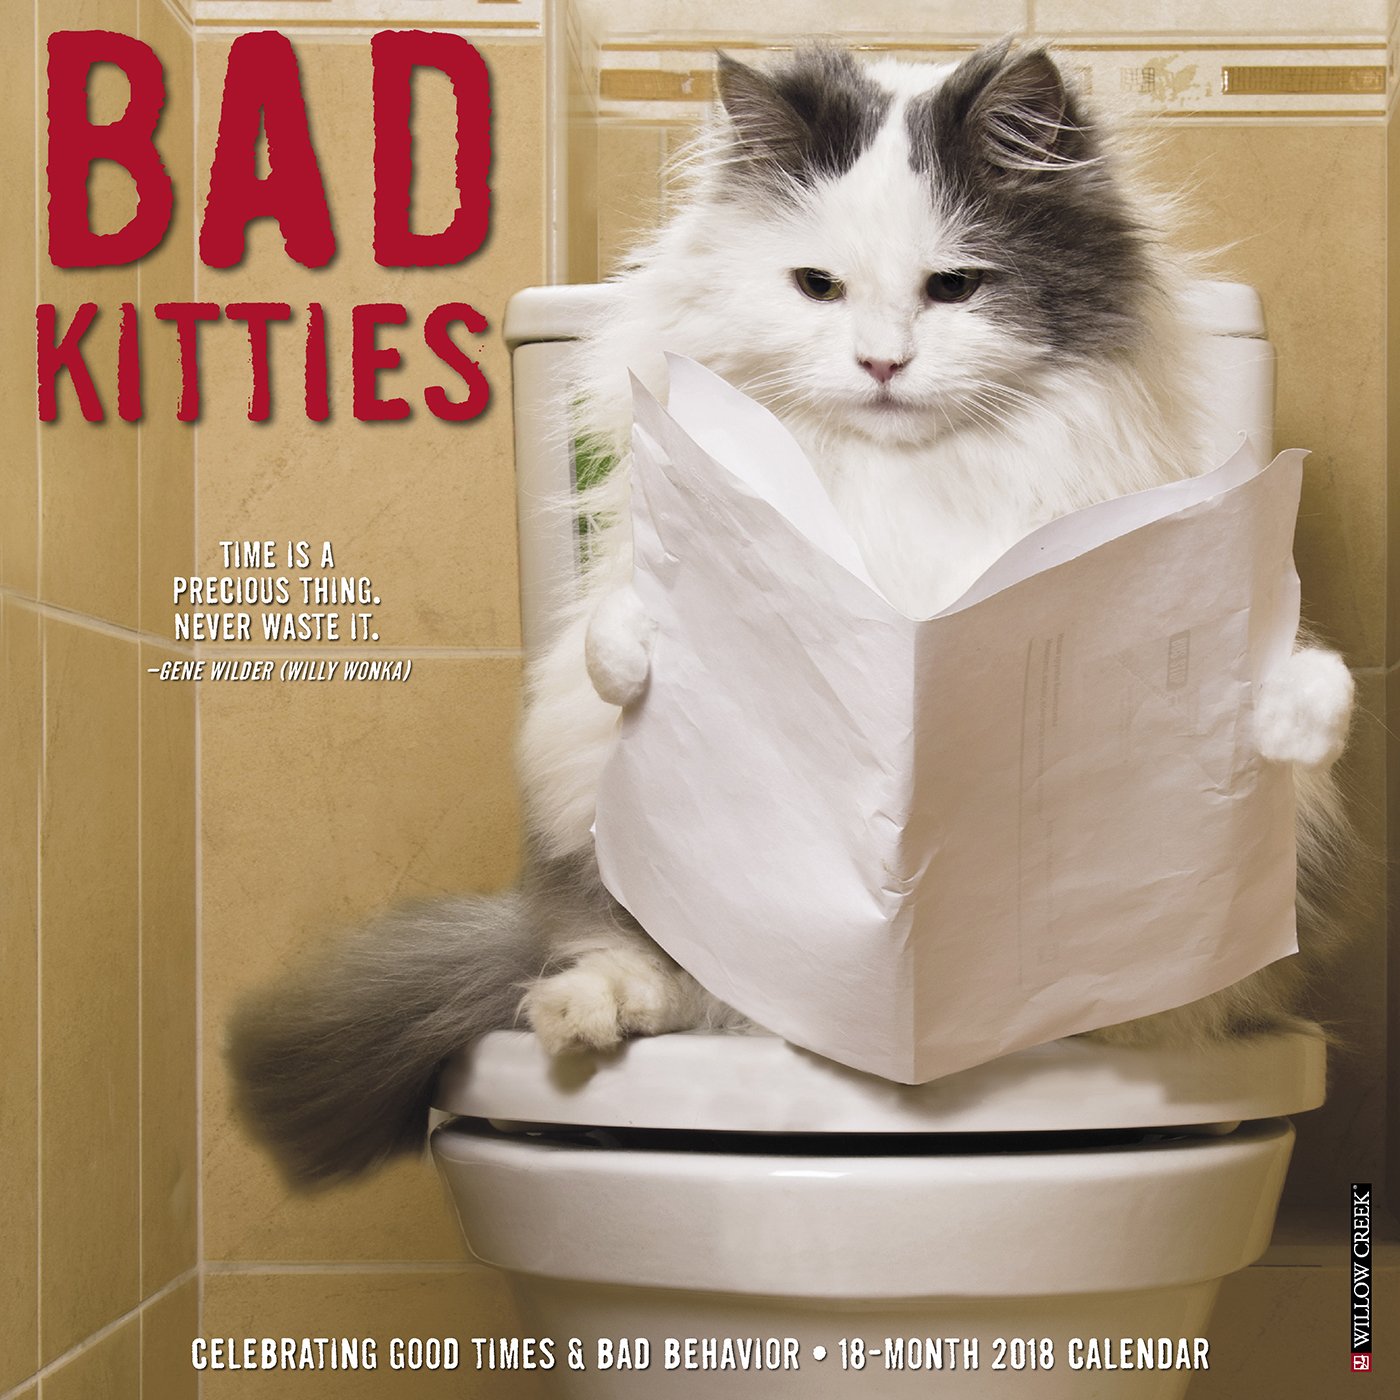 BAD
KITTIES
TIME IS A
PRECIOUS THING.
NEVER WASTE IT.
–GENE WILDER (WILLY WONKA)
CELEBRATING GOOD TIMES & BAD BEHAVIOR • 18-MONTH 2018 CALENDAR
WILLOW CREEK®